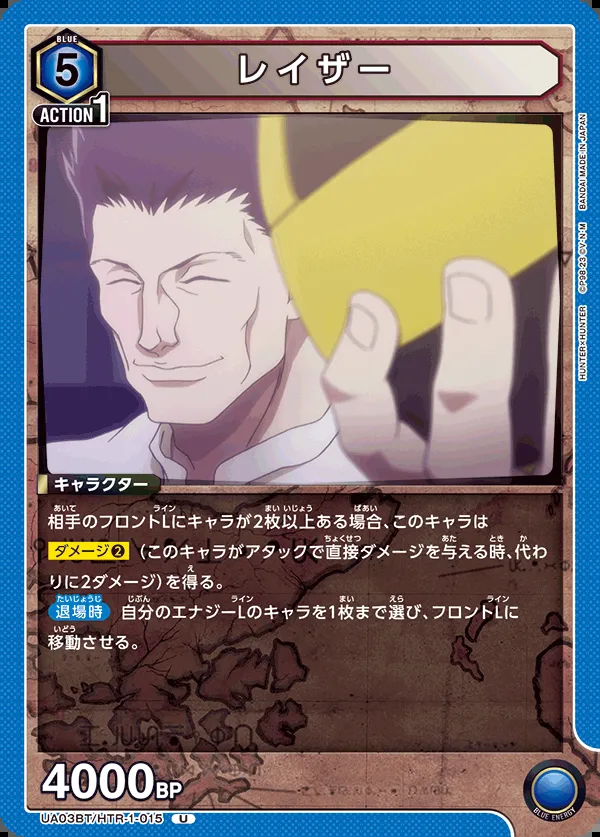 BLUE
5
レイザー
ACTION 1
HUNTER×HUNTER ©P98-23 ©V・N・M BANDAI MADE IN JAPAN
キャラクター
相手のフロントLにキャラが2枚以上ある場合、このキャラは
ダメージ❷ (このキャラがアタックで直接ダメージを与える時、代わ
りに2ダメージ)を得る。
退場時 自分のエナジーLのキャラを1枚まで選び、フロントLに
移動させる。
4000BP
UA03BT/HTR-1-015 U
BLUE ENERGY